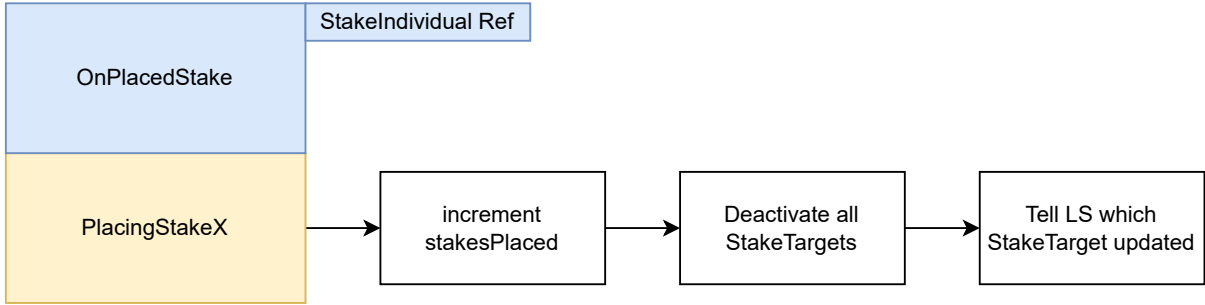 StakeIndividual Ref
OnPlacedStake
PlacingStakeX
increment
stakesPlaced
Deactivate all
StakeTargets
Tell LS which
StakeTarget updated